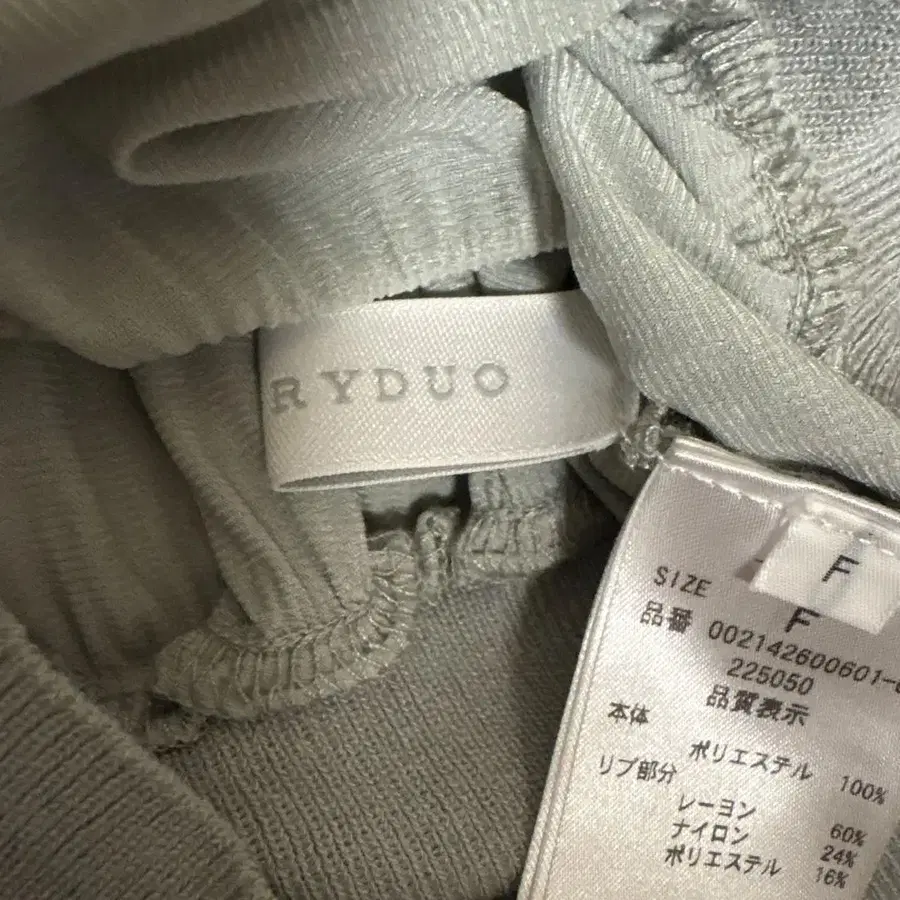 RYDUO
F
SIZE
F
品番 002142600601-
225050
品質表示
本体
ポリエステル 100%
リブ部分
レーヨン 60%
ナイロン 24%
ポリエステル 16%